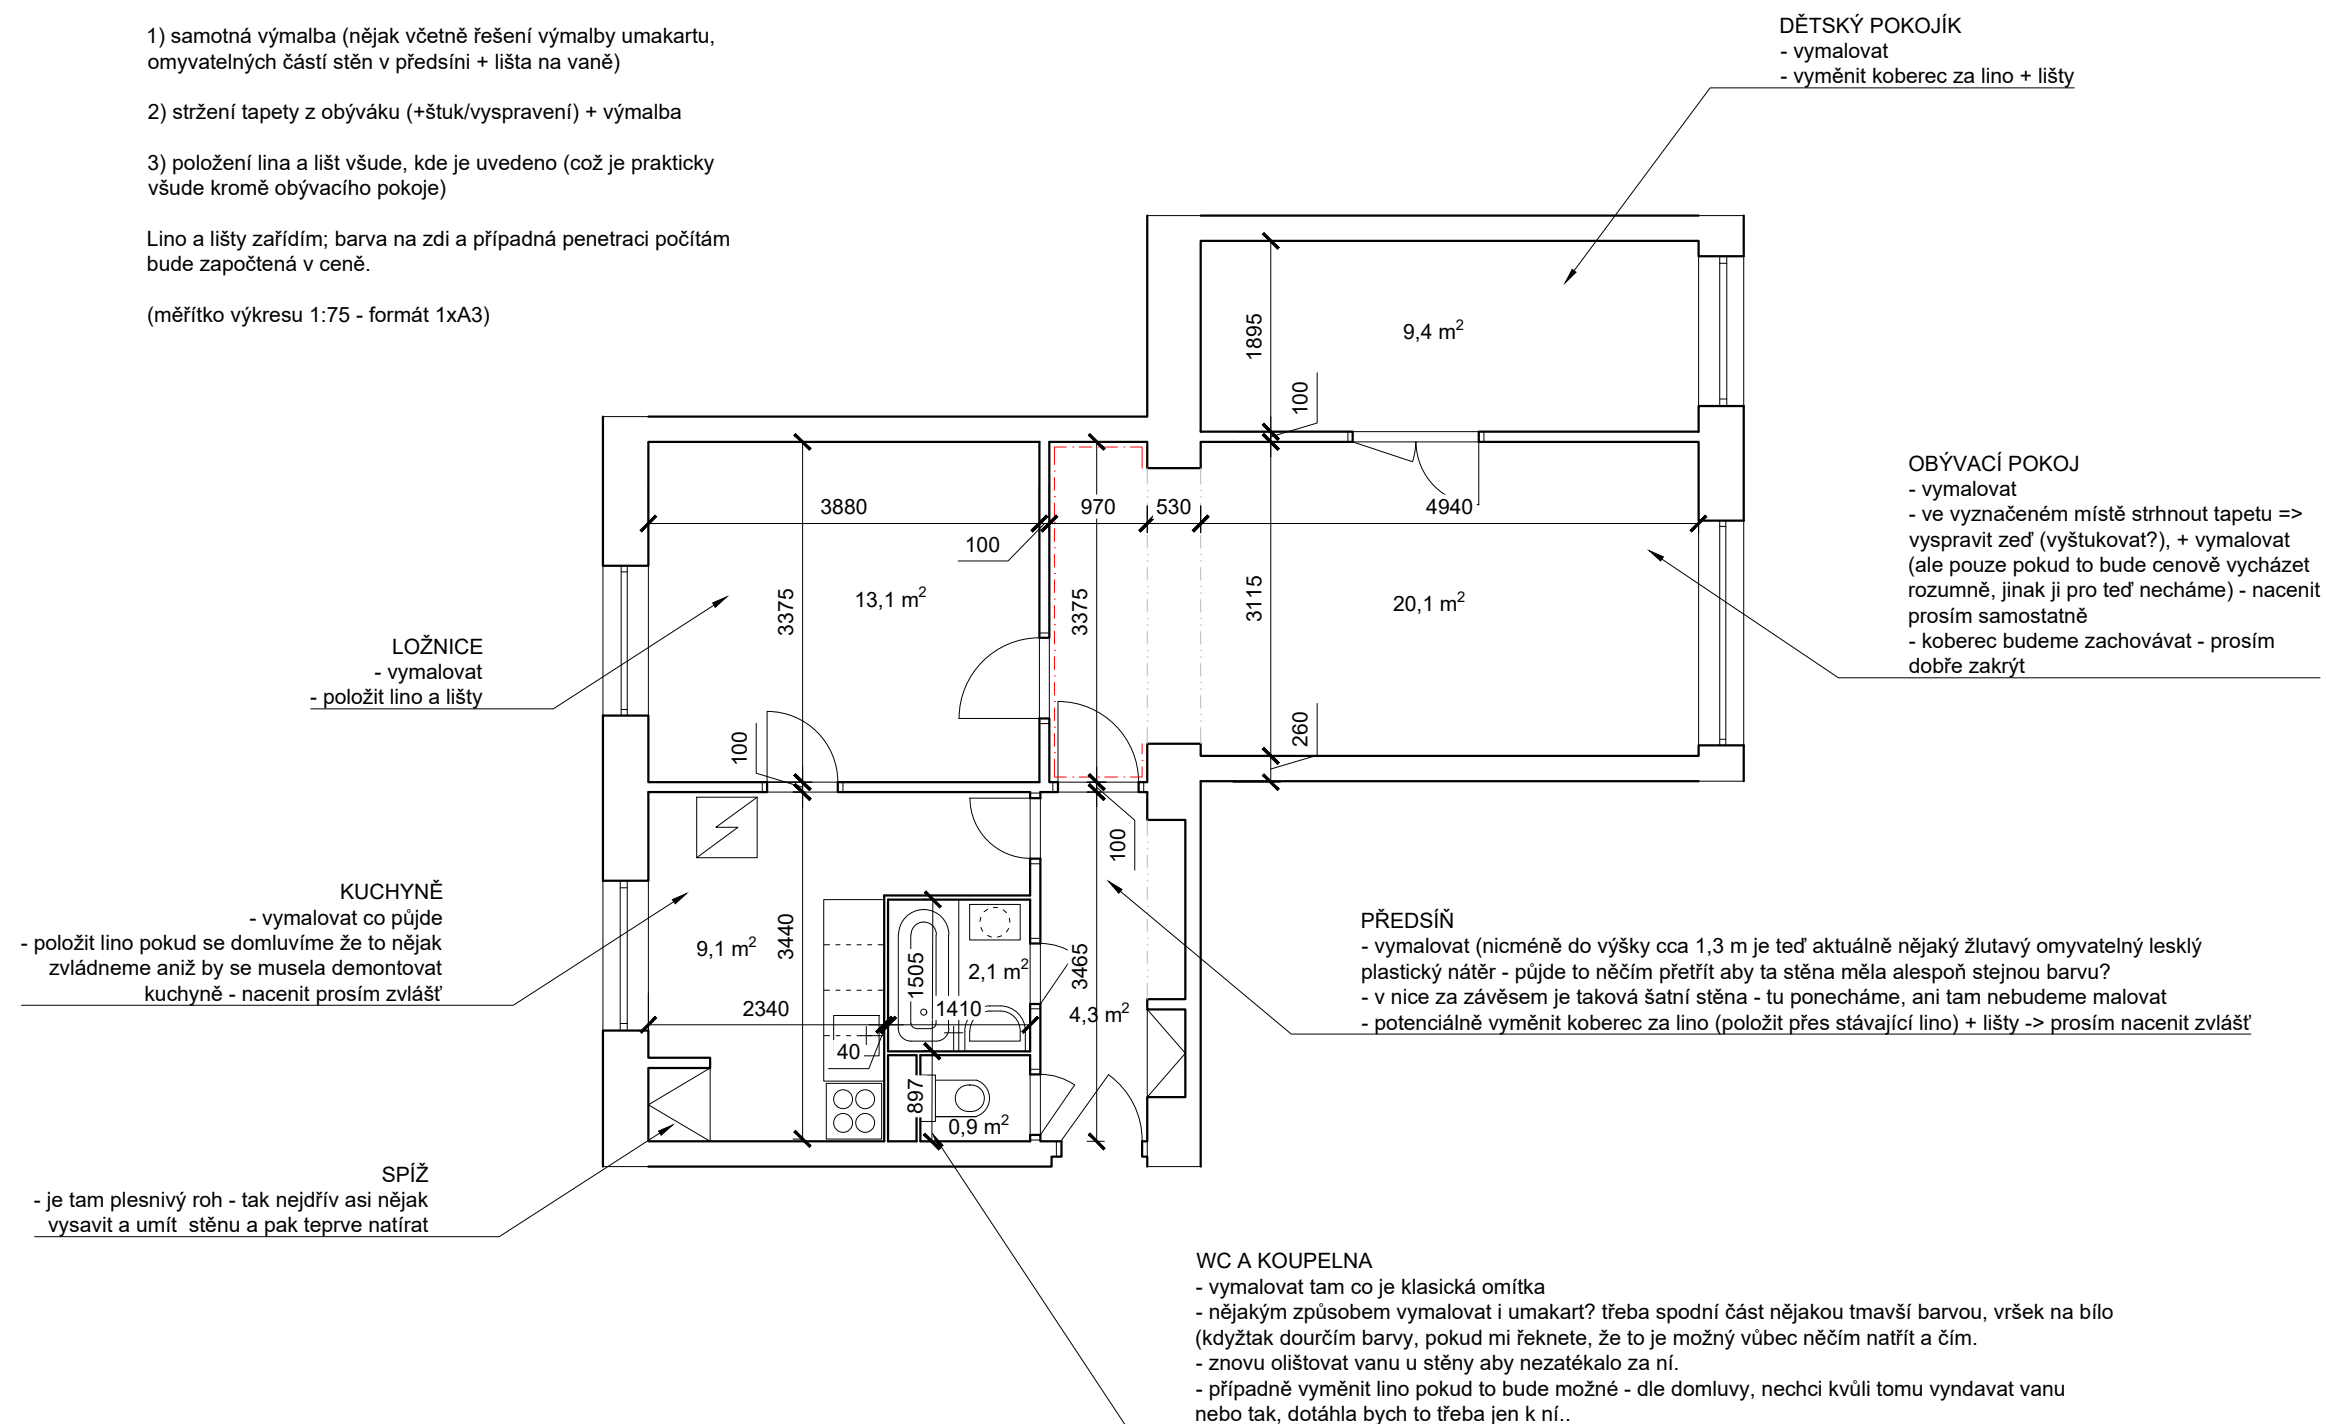 1) samotná výmalba (nějak včetně řešení výmalby umakartu,
omyvatelných částí stěn v předsíni + lišta na vaně)
2) stržení tapety z obýváku (+štuk/vyspravení) + výmalba
3) položení lina a lišt všude, kde je uvedeno (což je prakticky
všude kromě obývacího pokoje)
Lino a lišty zařídím; barva na zdi a případná penetraci počítám
bude započtená v ceně.
(měřítko výkresu 1:75 - formát 1xA3)
DĚTSKÝ POKOJÍK
- vymalovat
- vyměnit koberec za lino + lišty
1895
9,4 m²
100
OBÝVACÍ POKOJ
- vymalovat
- ve vyznačeném místě strhnout tapetu =>
vyspravit zeď (vyštukovat?), + vymalovat
(ale pouze pokud to bude cenově vycházet
rozumně, jinak ji pro teď necháme) - nacenit
prosím samostatně
- koberec budeme zachovávat - prosím
dobře zakrýt
3880
970
530
4940
100
3375
13,1 m²
3375
3115
20,1 m²
LOŽNICE
- vymalovat
- položit lino a lišty
100
260
100
KUCHYNĚ
- vymalovat co půjde
- položit lino pokud se domluvíme že to nějak
zvládneme aniž by se musela demontovat
kuchyně - nacenit prosím zvlášť
9,1 m²
3440
1505
2,1 m²
3465
2340
1410
4,3 m²
40
897
0,9 m²
PŘEDSÍŇ
- vymalovat (nicméně do výšky cca 1,3 m je teď aktuálně nějaký žlutavý omyvatelný lesklý
plastický nátěr - půjde to něčím přetřít aby ta stěna měla alespoň stejnou barvu?
- v nice za závěsem je taková šatní stěna - tu ponecháme, ani tam nebudeme malovat
- potenciálně vyměnit koberec za lino (položit přes stávající lino) + lišty -> prosím nacenit zvlášť
SPÍŽ
- je tam plesnivý roh - tak nejdřív asi nějak
vysavit a umít  stěnu a pak teprve natírat
WC A KOUPELNA
- vymalovat tam co je klasická omítka
- nějakým způsobem vymalovat i umakart? třeba spodní část nějakou tmavší barvou, vršek na bílo
(kdyžtak dourčím barvy, pokud mi řeknete, že to je možný vůbec něčím natřít a čím.
- znovu olištovat vanu u stěny aby nezatékalo za ní.
- případně vyměnit lino pokud to bude možné - dle domluvy, nechci kvůli tomu vyndavat vanu
nebo tak, dotáhla bych to třeba jen k ní..